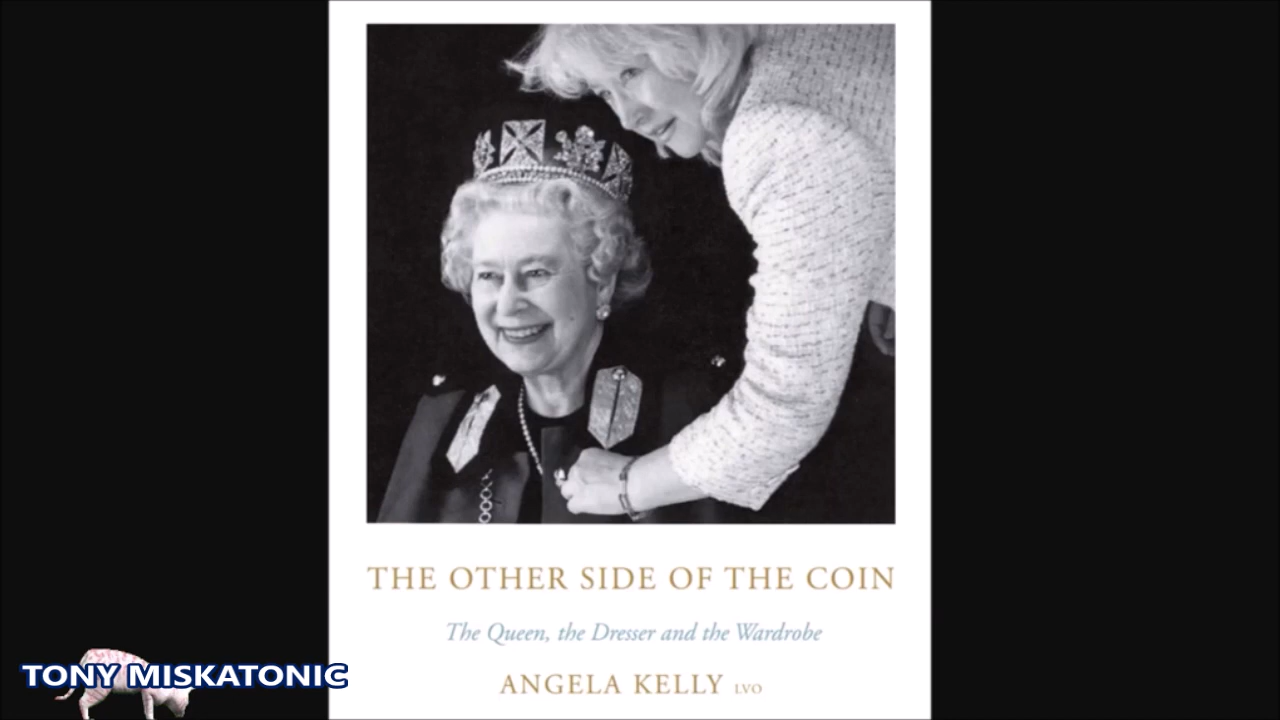 THE OTHER SIDE OF THE COIN
The Queen, the Dresser and the Wardrobe
ANGELA KELLY LVO
TONY MISKATONIC